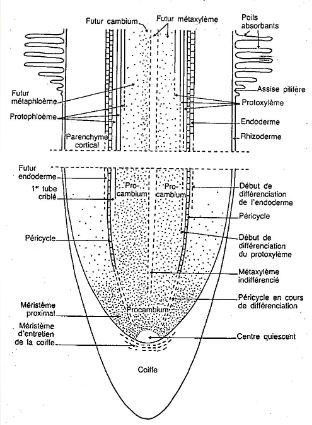 Futur cambium
Futur métaxylème
Poils
absorbants
Assise pilifère
Futur
métaphloème
Protoxylème
Protophloème
Endoderme
Parenchyme
cortical
Rhizoderme
Futur
endoderme
1er tube
criblé
Pro-
cambium
Pro-
cambium
Début de
différenciation
de l'endoderme
Péricycle
Péricycle
Début de
différenciation
du protoxylème
Métaxylème
indifférencié
Méristème
proximal
Procambium
Péricycle en cours
de différenciation
Méristème
d'entretien
de la coiffe
Centre quiescent
Coiffe